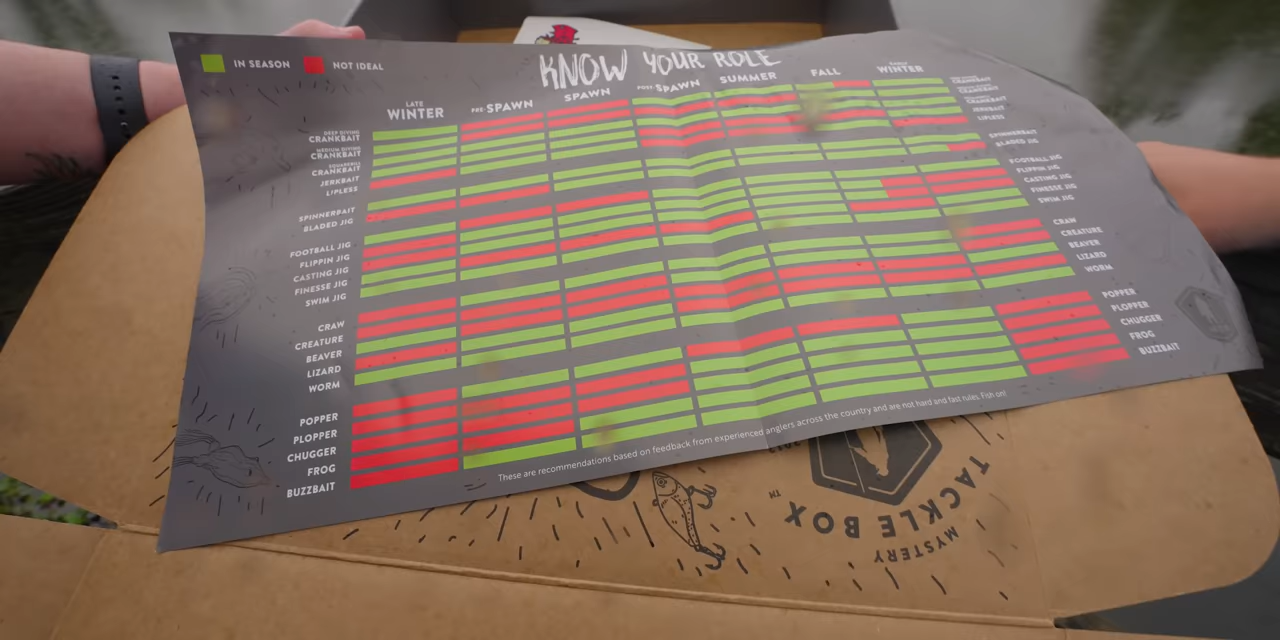 IN SEASON NOT IDEAL
KNOW YOUR ROLE
LATE WINTER PRE-SPAWN SPAWN POST-SPAWN SUMMER FALL EARLY WINTER
DEEP DIVING CRANKBAIT
MEDIUM DIVING CRANKBAIT
SQUAREBILL CRANKBAIT
JERKBAIT
LIPLESS
SPINNERBAIT
BLADED JIG
FOOTBALL JIG
FLIPPIN JIG
CASTING JIG
FINESSE JIG
SWIM JIG
CRAW
CREATURE
BEAVER
LIZARD
WORM
POPPER
PLOPPER
CHUGGER
FROG
BUZZBAIT
CRANKBAIT
CRANKBAIT
CRANKBAIT
JERKBAIT
LIPLESS
SPINNERBAIT
BLADED JIG
FOOTBALL JIG
FLIPPIN JIG
CASTING JIG
FINESSE JIG
SWIM JIG
CRAW
CREATURE
BEAVER
LIZARD
WORM
POPPER
PLOPPER
CHUGGER
FROG
BUZZBAIT
These are recommendations based on feedback from experienced anglers across the country and are not hard and fast rules. Fish on!
MYSTERY
TACKLE BOX™